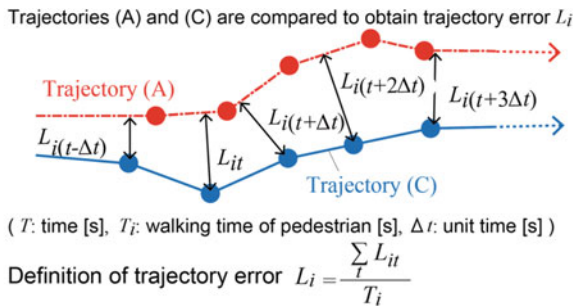 Trajectories (A) and (C) are compared to obtain trajectory error Li
Trajectory (A)
Li(t-Δt)
Lit
Li(t+Δt)
Li(t+2Δt)
Li(t+3Δt)
Trajectory (C)
( T: time [s], Ti: walking time of pedestrian [s], Δ t: unit time [s] )
Definition of trajectory error Li = ∑t Lit / Ti